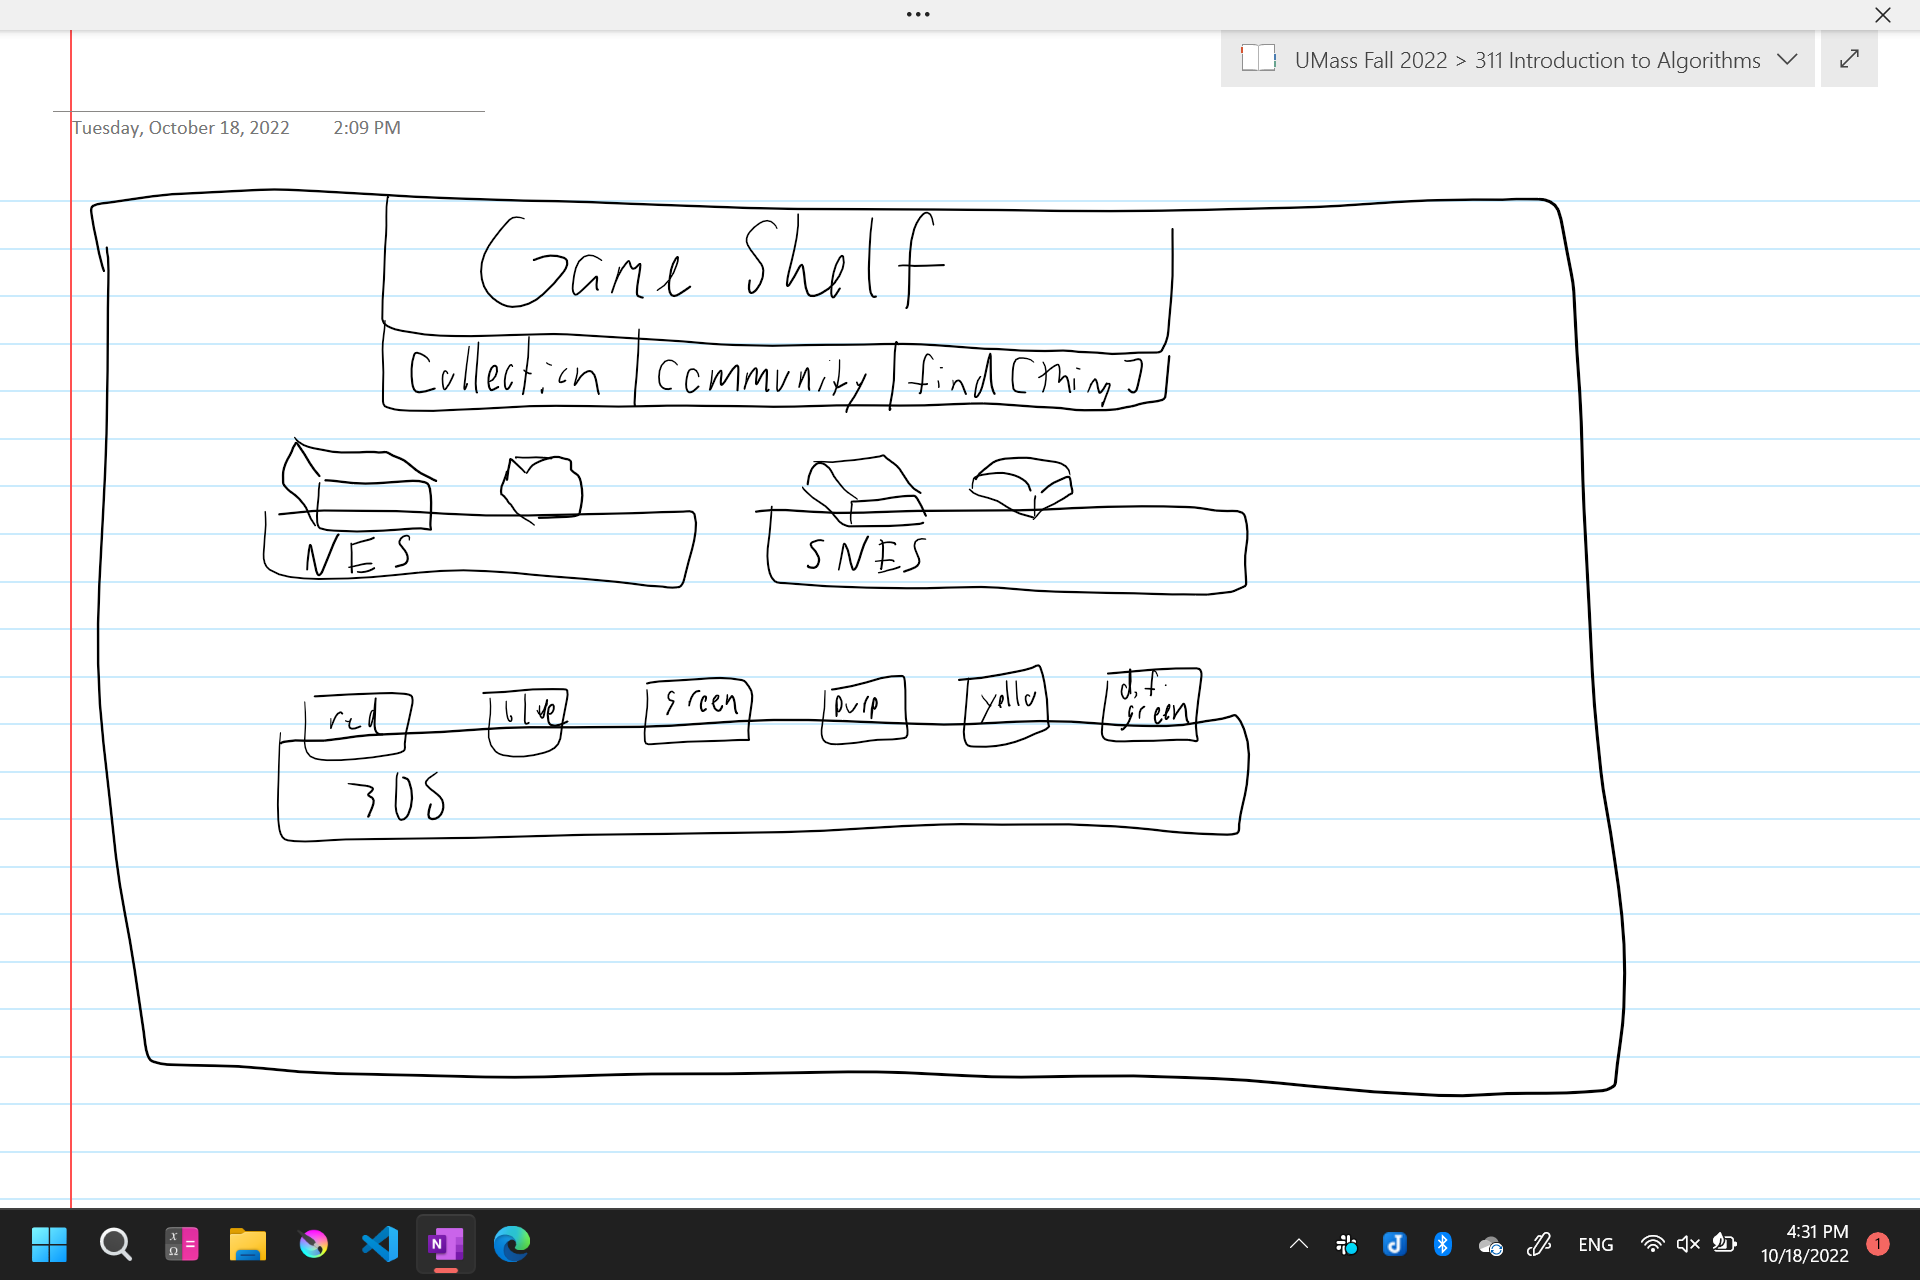 UMass Fall 2022 > 311 Introduction to Algorithms
Tuesday, October 18, 2022 2:09 PM
Game Shelf
Collection community find [thing]
NES SNES
red blue green purp yello dif. green
3DS
ENG
4:31 PM
10/18/2022
1